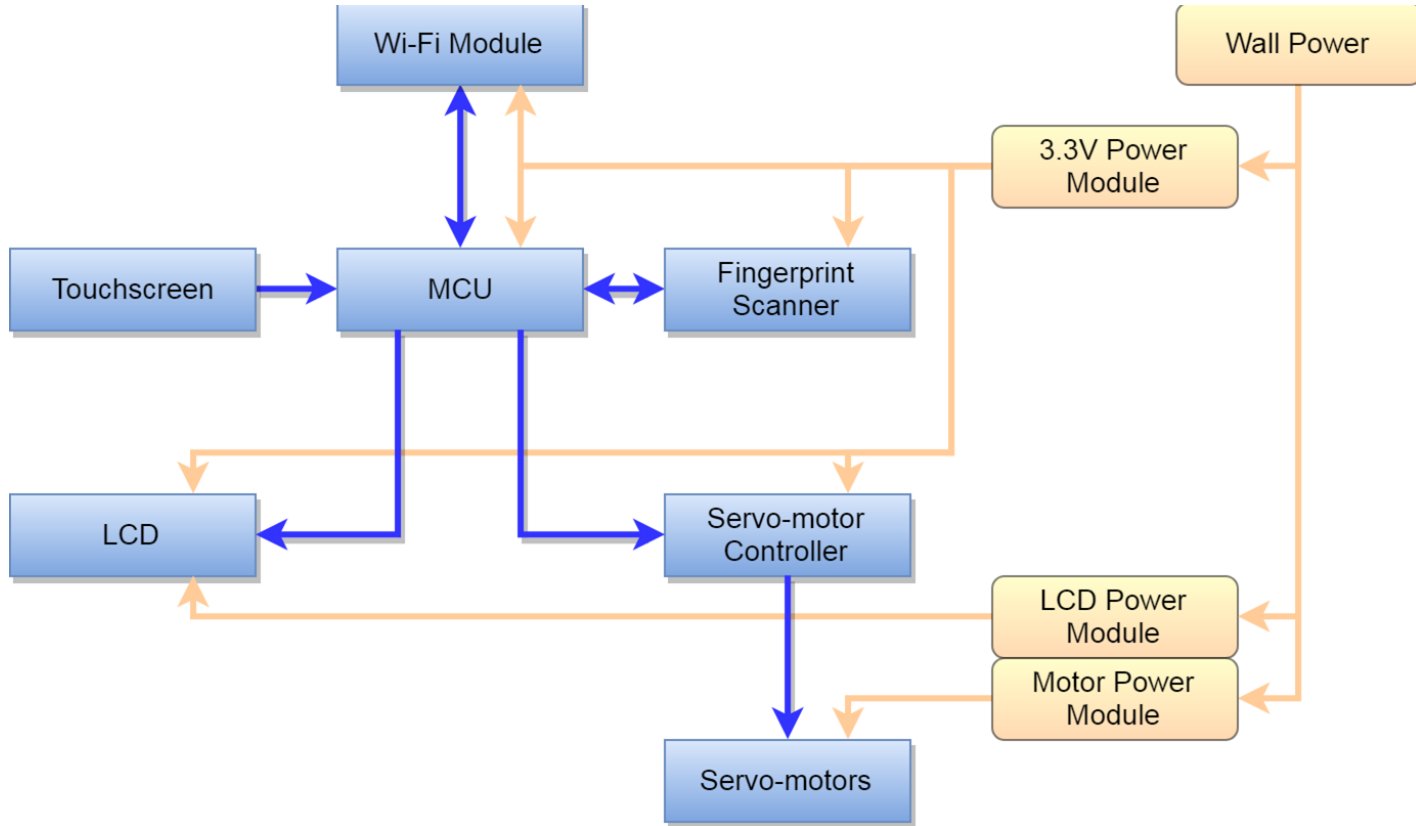 Wi-Fi Module
Wall Power
3.3V Power
Module
Touchscreen
MCU
Fingerprint
Scanner
LCD
Servo-motor
Controller
LCD Power
Module
Motor Power
Module
Servo-motors